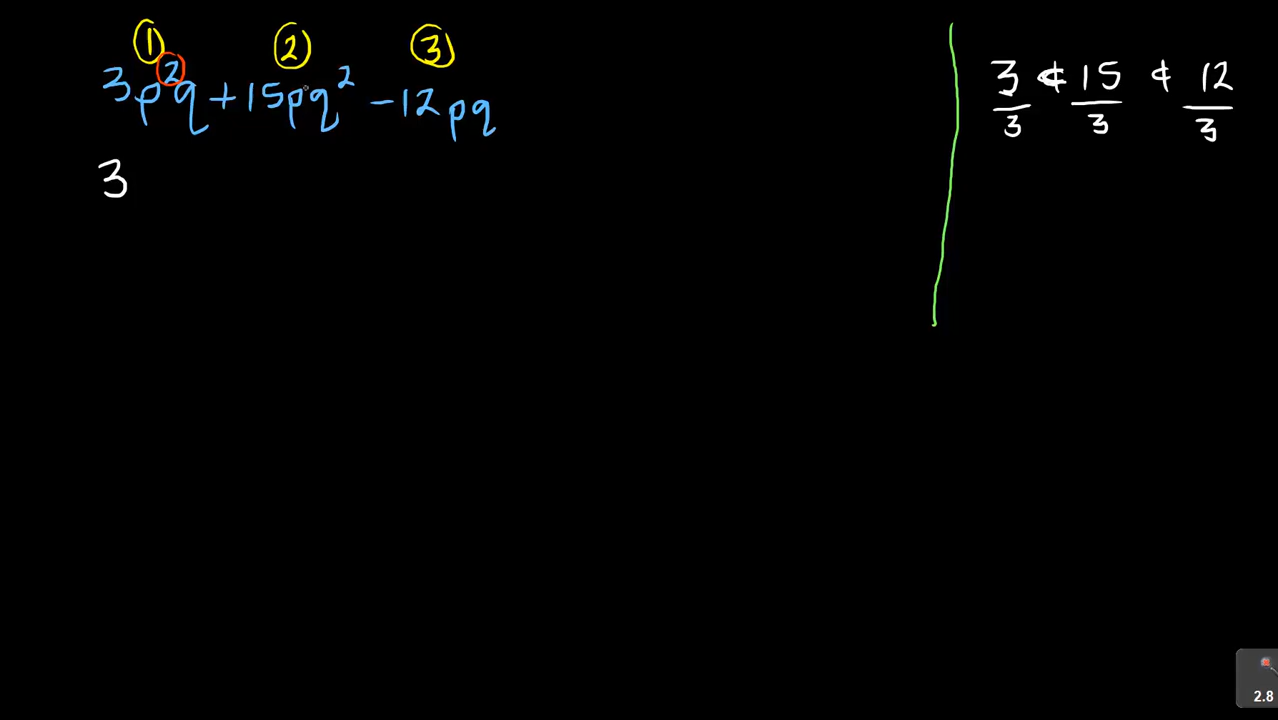 ① ② ③
3p²q + 15pq² - 12pq
3
3 & 15 & 12
3 3 3
2.8